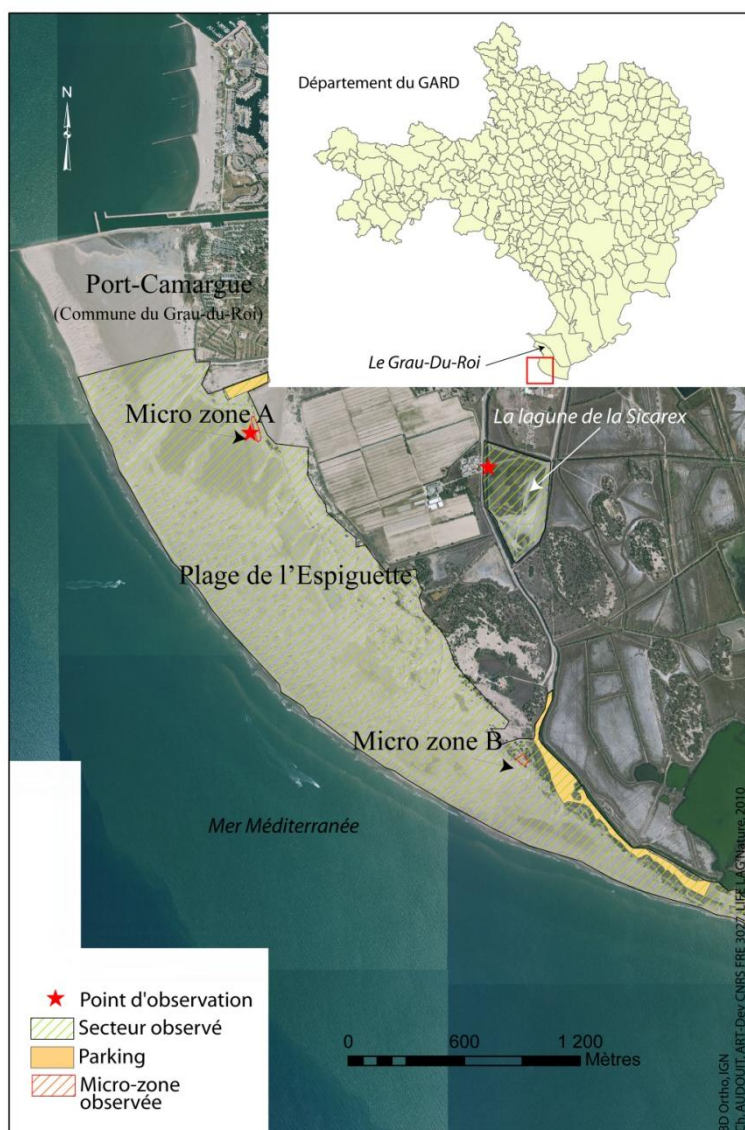 Département du GARD
N
Port-Camargue
(Commune du Grau-du-Roi)
Le Grau-Du-Roi
Micro zone A
La lagune de la Sicarex
Plage de l'Espiguette
Micro zone B
Mer Méditerranée
Point d'observation
Secteur observé
Parking
Micro-zone
observée
0 600 1 200
Mètres
BD Ortho, IGN
Ch. AUDOUIT ART-Dev CNRS FRE 3027, LIFE LAG'Nature, 2010